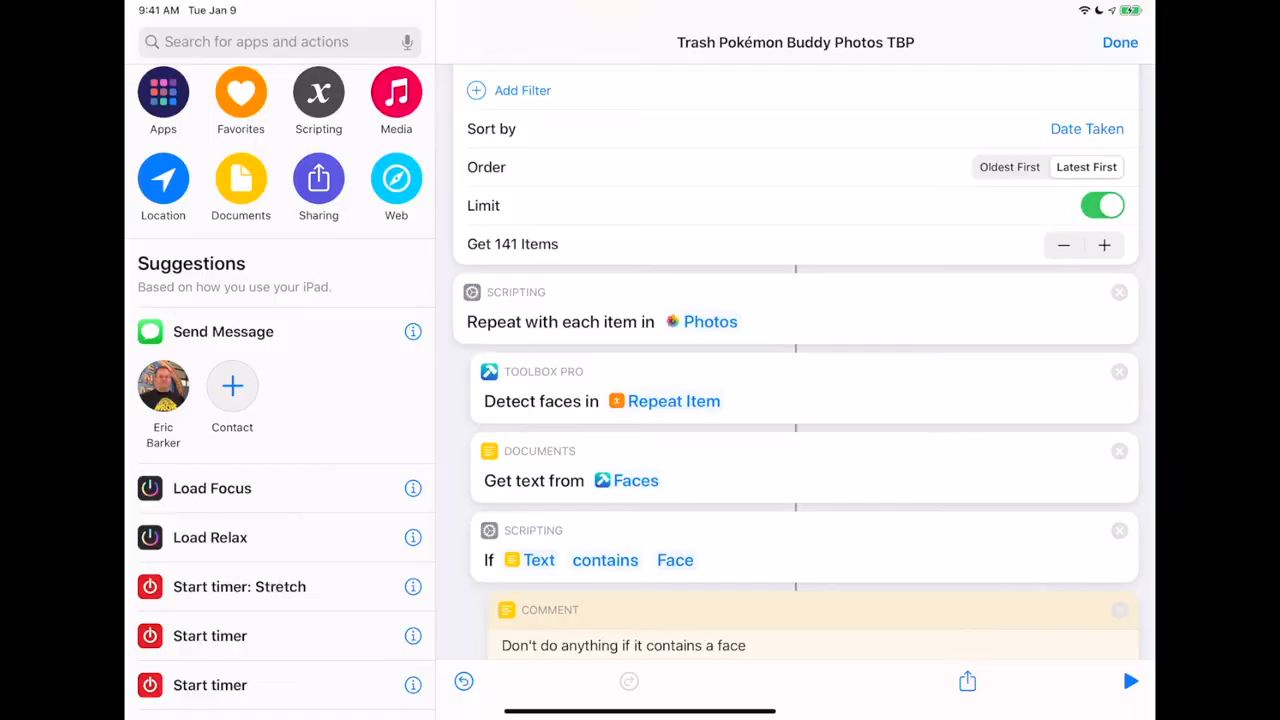 9:41 AM Tue Jan 9
Search for apps and actions
Apps
Favorites
Scripting
Media
Location
Documents
Sharing
Web
Suggestions
Based on how you use your iPad.
Send Message
Eric
Barker
Contact
Load Focus
Load Relax
Start timer: Stretch
Start timer
Start timer
Trash Pokémon Buddy Photos TBP
Done
Add Filter
Sort by
Date Taken
Order
Oldest First
Latest First
Limit
Get 141 Items
SCRIPTING
Repeat with each item in Photos
TOOLBOX PRO
Detect faces in Repeat Item
DOCUMENTS
Get text from Faces
SCRIPTING
If Text contains Face
COMMENT
Don't do anything if it contains a face